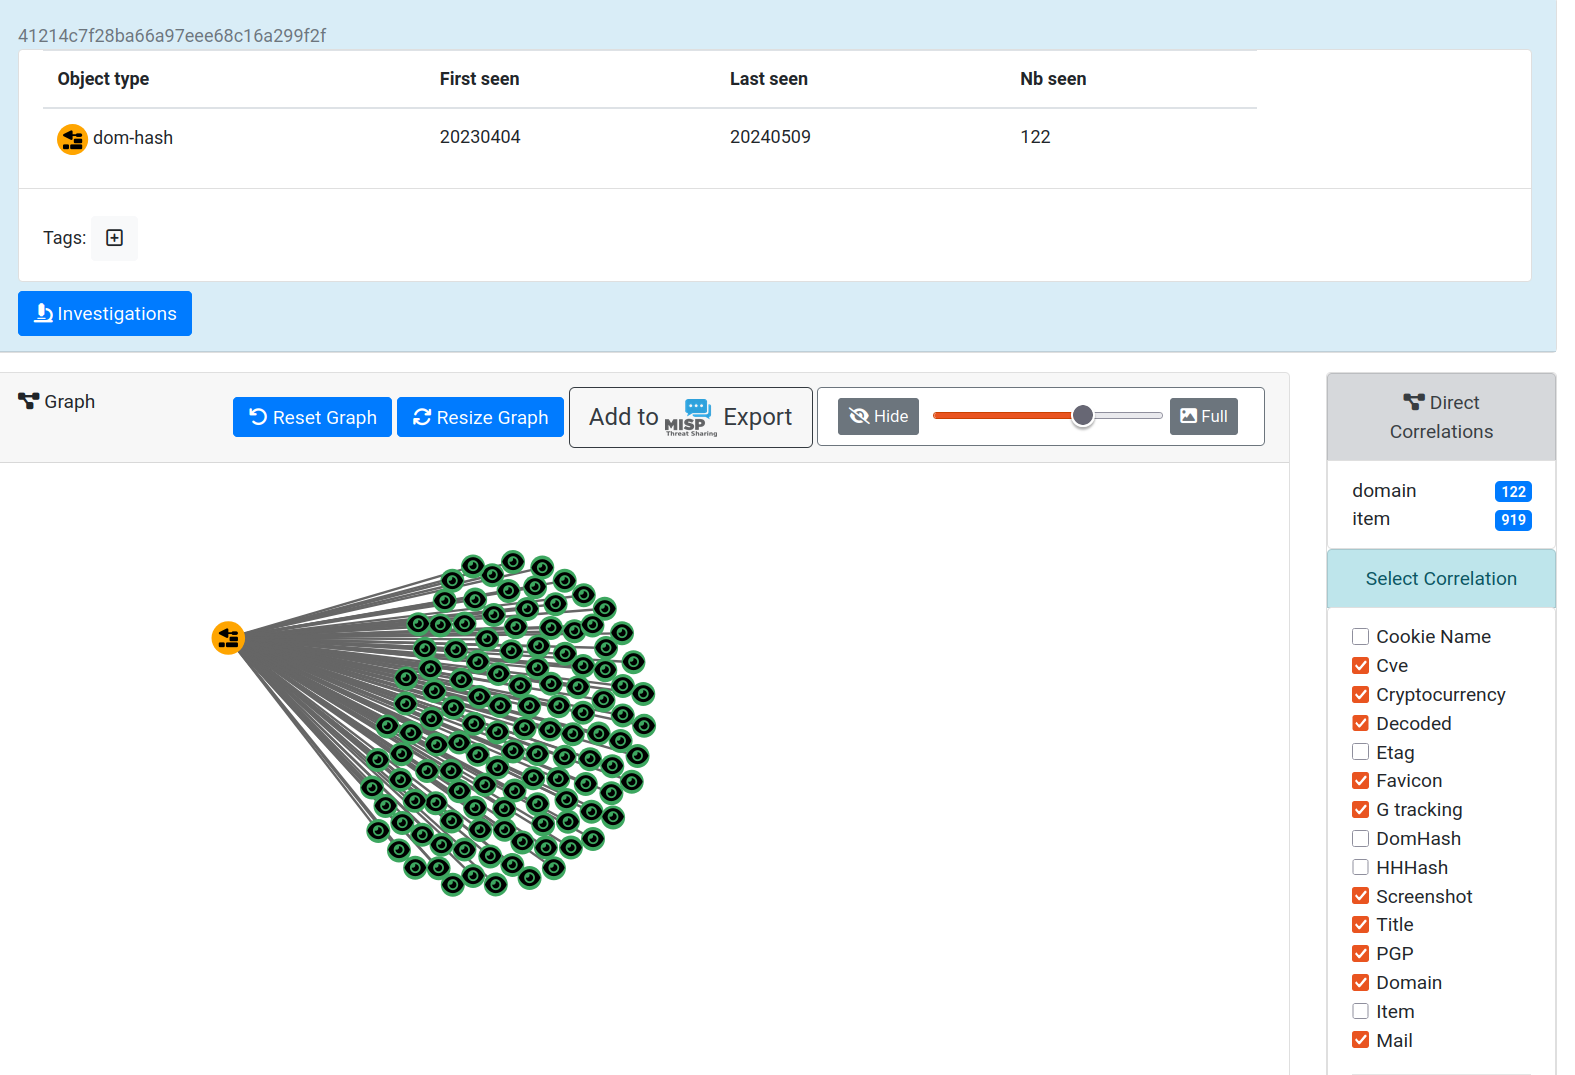 41214c7f28ba66a97eee68c16a299f2f
Object type First seen Last seen Nb seen
dom-hash 20230404 20240509 122
Tags:
Investigations
Graph
Reset Graph
Resize Graph
Add to MISP Threat Sharing Export
Hide
Full
Direct
Correlations
domain 122
item 919
Select Correlation
Cookie Name
Cve
Cryptocurrency
Decoded
Etag
Favicon
G tracking
DomHash
HHHash
Screenshot
Title
PGP
Domain
Item
Mail